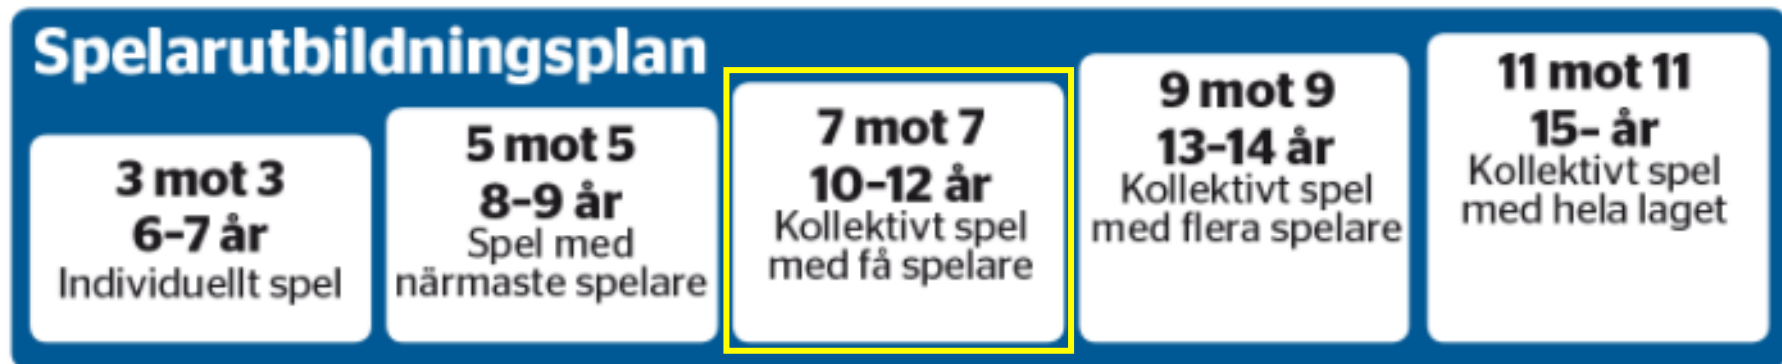 Spelarutbildningsplan
3 mot 3
6–7 år
Individuellt spel
5 mot 5
8–9 år
Spel med
närmaste spelare
7 mot 7
10–12 år
Kollektivt spel
med få spelare
9 mot 9
13–14 år
Kollektivt spel
med flera spelare
11 mot 11
15– år
Kollektivt spel
med hela laget